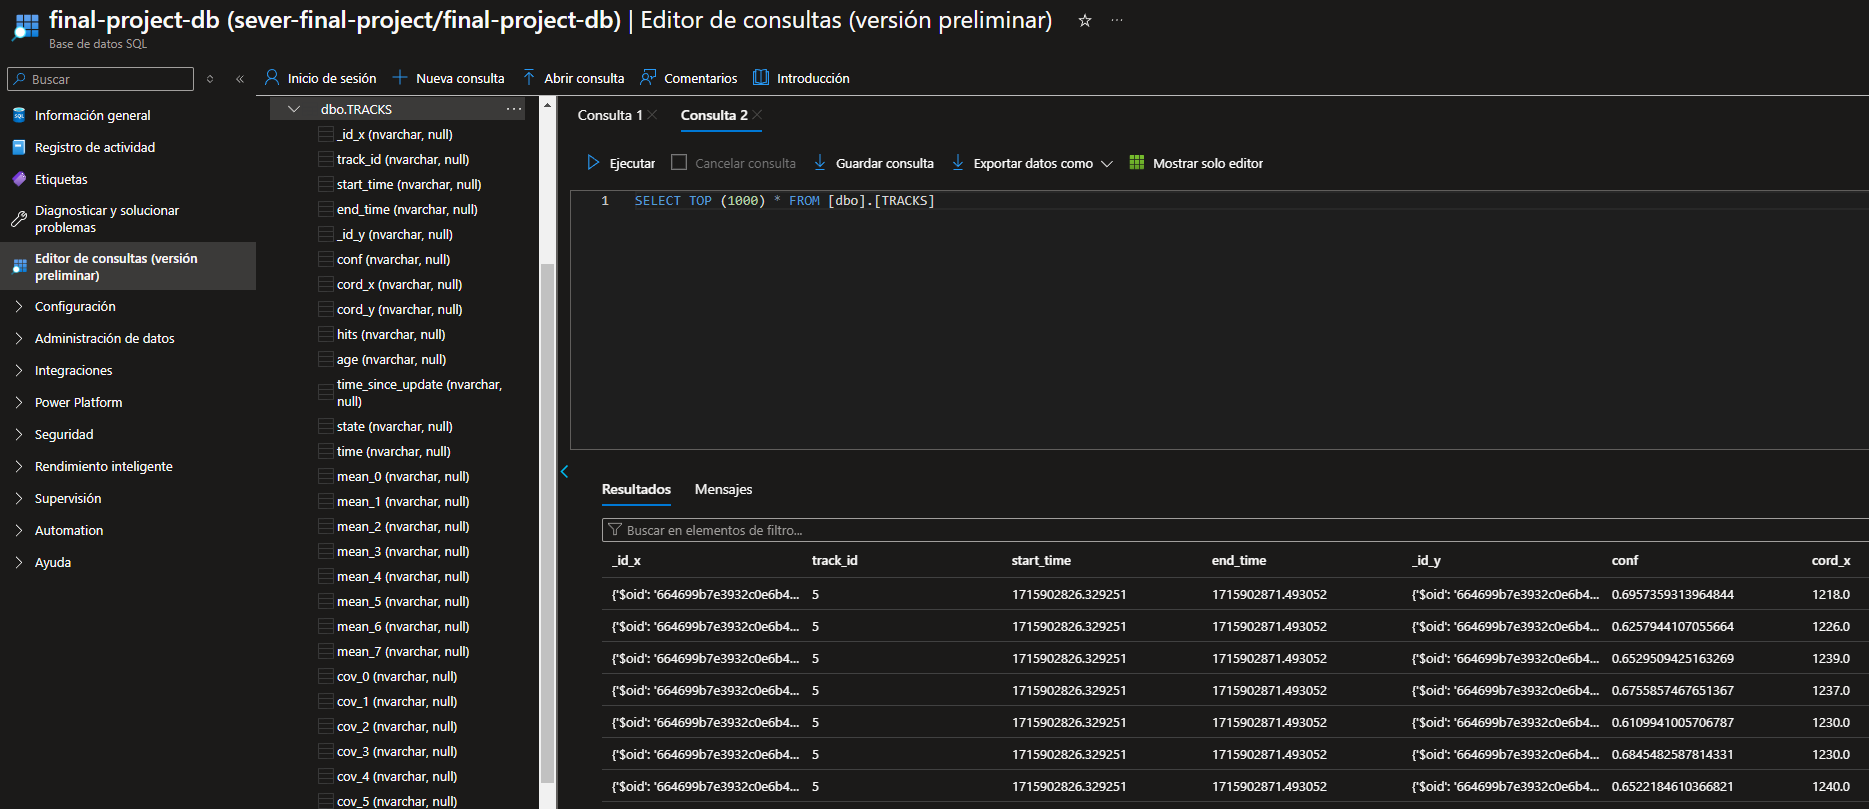 final-project-db (sever-final-project/final-project-db) | Editor de consultas (versión preliminar)
Base de datos SQL
Buscar
Inicio de sesión
Nueva consulta
Abrir consulta
Comentarios
Introducción
Información general
Registro de actividad
Etiquetas
Diagnosticar y solucionar
problemas
Editor de consultas (versión
preliminar)
Configuración
Administración de datos
Integraciones
Power Platform
Seguridad
Rendimiento inteligente
Supervisión
Automation
Ayuda
dbo.TRACKS
_id_x (nvarchar, null)
track_id (nvarchar, null)
start_time (nvarchar, null)
end_time (nvarchar, null)
_id_y (nvarchar, null)
conf (nvarchar, null)
cord_x (nvarchar, null)
cord_y (nvarchar, null)
hits (nvarchar, null)
age (nvarchar, null)
time_since_update (nvarchar,
null)
state (nvarchar, null)
time (nvarchar, null)
mean_0 (nvarchar, null)
mean_1 (nvarchar, null)
mean_2 (nvarchar, null)
mean_3 (nvarchar, null)
mean_4 (nvarchar, null)
mean_5 (nvarchar, null)
mean_6 (nvarchar, null)
mean_7 (nvarchar, null)
cov_0 (nvarchar, null)
cov_1 (nvarchar, null)
cov_2 (nvarchar, null)
cov_3 (nvarchar, null)
cov_4 (nvarchar, null)
cov_5 (nvarchar, null)
Consulta 1
Consulta 2
Ejecutar
Cancelar consulta
Guardar consulta
Exportar datos como
Mostrar solo editor
1 SELECT TOP (1000) * FROM [dbo].[TRACKS]
Resultados
Mensajes
Buscar en elementos de filtro...
_id_x track_id start_time end_time _id_y conf cord_x
{'$oid': '664699b7e3932c0e6b4... 5 1715902826.329251 1715902871.493052 {'$oid': '664699b7e3932c0e6b4... 0.6957359313964844 1218.0
{'$oid': '664699b7e3932c0e6b4... 5 1715902826.329251 1715902871.493052 {'$oid': '664699b7e3932c0e6b4... 0.6257944107055664 1226.0
{'$oid': '664699b7e3932c0e6b4... 5 1715902826.329251 1715902871.493052 {'$oid': '664699b7e3932c0e6b4... 0.6529509425163269 1239.0
{'$oid': '664699b7e3932c0e6b4... 5 1715902826.329251 1715902871.493052 {'$oid': '664699b7e3932c0e6b4... 0.6755857467651367 1237.0
{'$oid': '664699b7e3932c0e6b4... 5 1715902826.329251 1715902871.493052 {'$oid': '664699b7e3932c0e6b4... 0.6109941005706787 1230.0
{'$oid': '664699b7e3932c0e6b4... 5 1715902826.329251 1715902871.493052 {'$oid': '664699b7e3932c0e6b4... 0.6845482587814331 1230.0
{'$oid': '664699b7e3932c0e6b4... 5 1715902826.329251 1715902871.493052 {'$oid': '664699b7e3932c0e6b4... 0.6522184610366821 1240.0